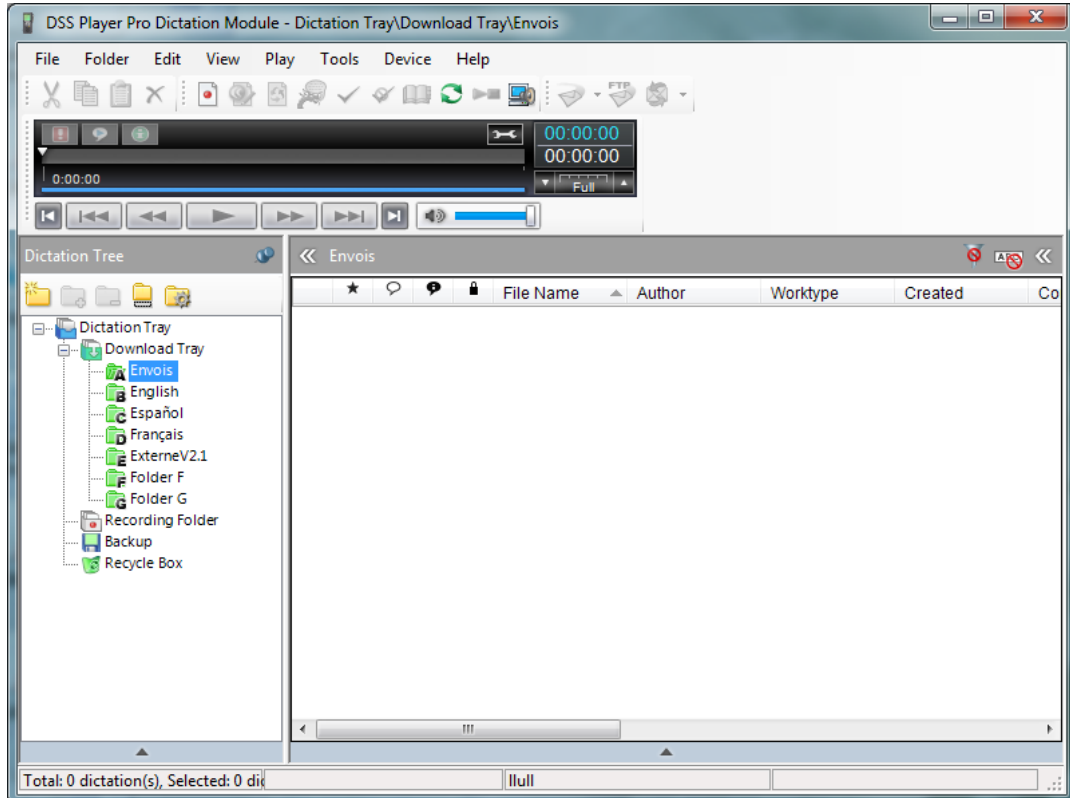 DSS Player Pro Dictation Module - Dictation Tray\Download Tray\Envois
File Folder Edit View Play Tools Device Help
FTP
00:00:00
00:00:00
0:00:00
Full
Dictation Tree
Envois
File Name Author Worktype Created Co
Dictation Tray
Download Tray
A Envois
B English
C Español
D Français
E ExterneV2.1
F Folder F
G Folder G
Recording Folder
Backup
Recycle Box
Total: 0 dictation(s), Selected: 0 dic
llull